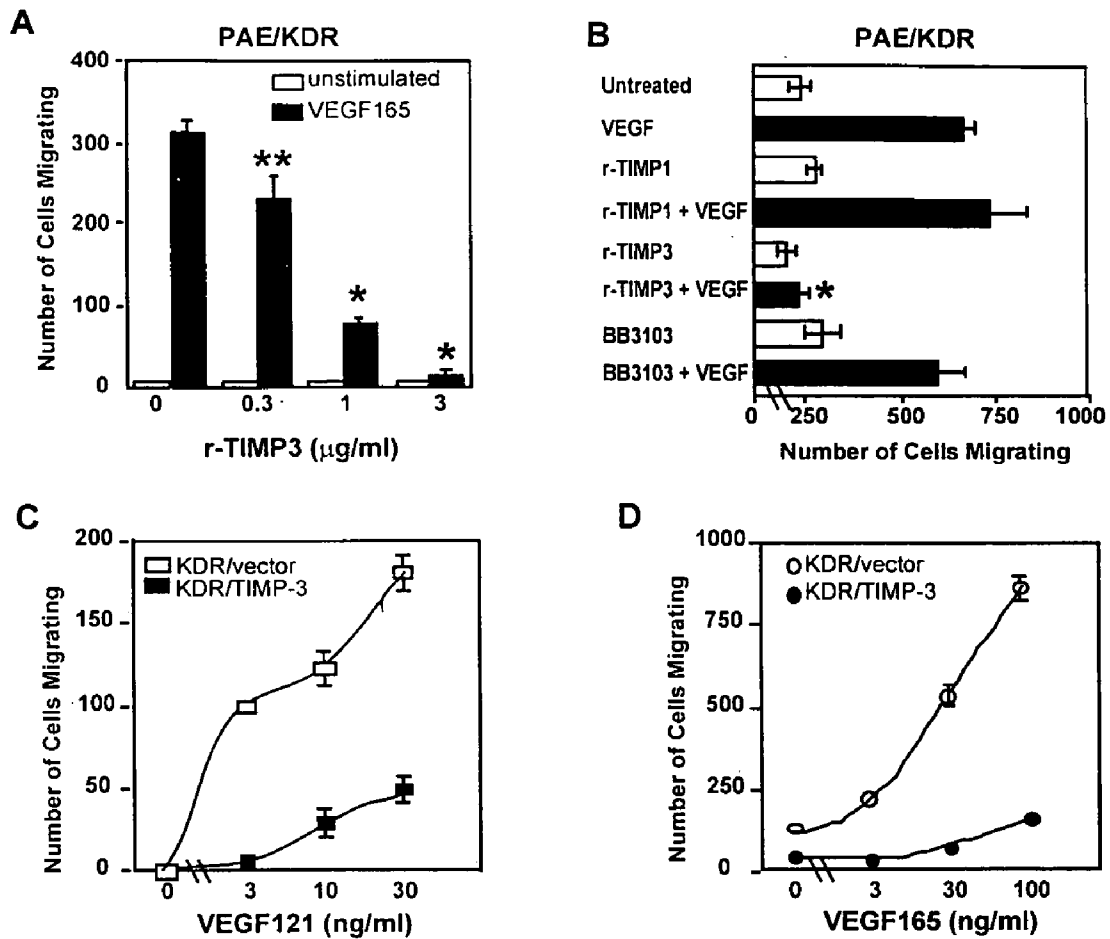 A
PAE/KDR
400
300
200
100
0
Number of Cells Migrating
unstimulated
VEGF165
**
*
*
0 0.3 1 3
r-TIMP3 (µg/ml)
B
PAE/KDR
Untreated
VEGF
r-TIMP1
r-TIMP1 + VEGF
r-TIMP3
r-TIMP3 + VEGF *
BB3103
BB3103 + VEGF
0 250 500 750 1000
Number of Cells Migrating
C
200
150
100
50
0
Number of Cells Migrating
KDR/vector
KDR/TIMP-3
0 3 10 30
VEGF121 (ng/ml)
D
1000
750
500
250
0
Number of Cells Migrating
KDR/vector
KDR/TIMP-3
0 3 30 100
VEGF165 (ng/ml)